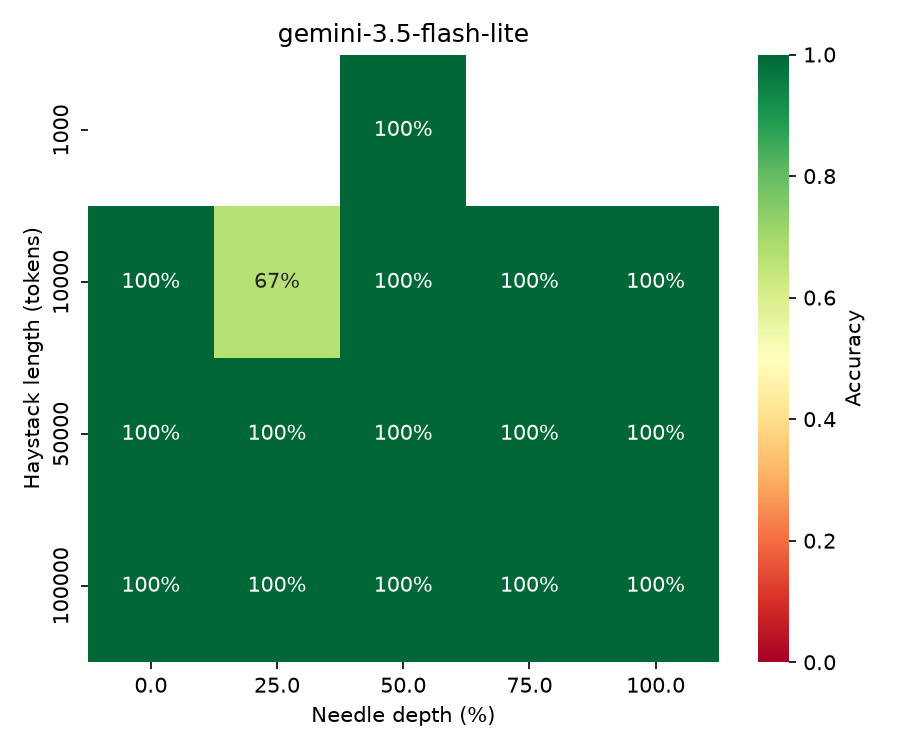 gemini-3.5-flash-lite
Haystack length (tokens)
1000
100%
10000
100% 67% 100% 100% 100%
50000
100% 100% 100% 100% 100%
100000
100% 100% 100% 100% 100%
0.0 25.0 50.0 75.0 100.0
Needle depth (%)
1.0
0.8
0.6
0.4
0.2
0.0
Accuracy